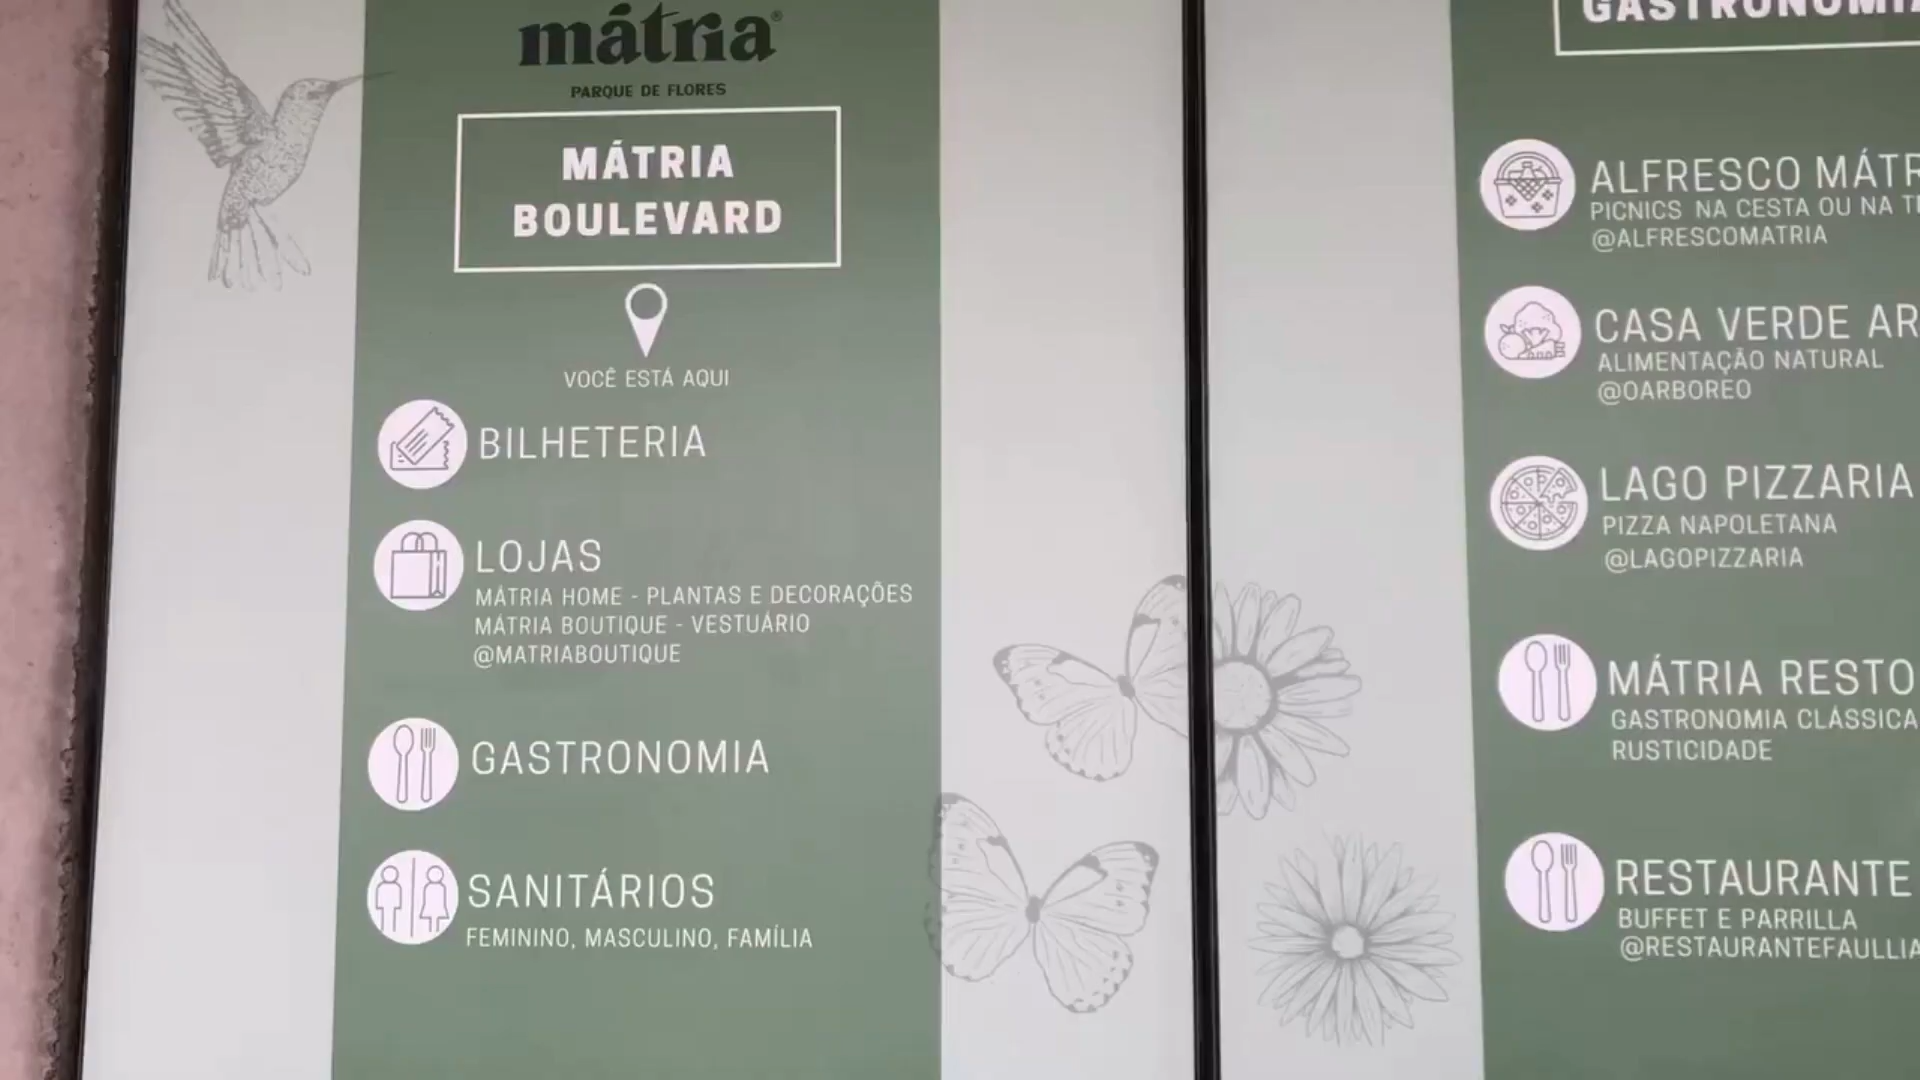 mátria®
PARQUE DE FLORES
MÁTRIA
BOULEVARD
VOCÊ ESTÁ AQUI
BILHETERIA
LOJAS
MÁTRIA HOME - PLANTAS E DECORAÇÕES
MÁTRIA BOUTIQUE - VESTUÁRIO
@MATRIABOUTIQUE
GASTRONOMIA
SANITÁRIOS
FEMININO, MASCULINO, FAMÍLIA
GASTRONOMIA
ALFRESCO
PICNICS NA CESTA OU NA
@ALFRESCOMATRIA
CASA VERDE
ALIMENTAÇÃO NATURAL
@OARBOREO
LAGO PIZZARIA
PIZZA NAPOLETANA
@LAGOPIZZARIA
MÁTRIA RESTO
GASTRONOMIA CLÁSSICA
RUSTICIDADE
RESTAURANTE
BUFFET E PARRILLA
@RESTAURANTEFAULLIA